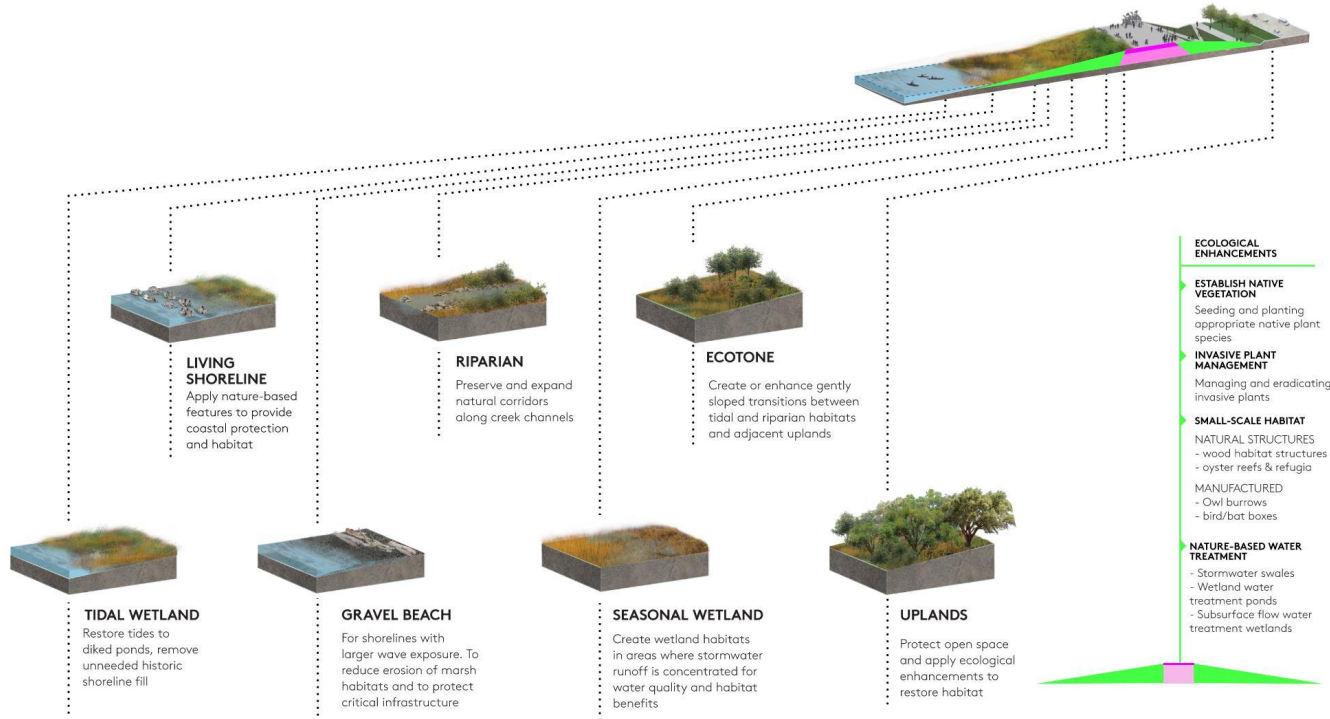 LIVING
SHORELINE
Apply nature-based
features to provide
coastal protection
and habitat
RIPARIAN
Preserve and expand
natural corridors
along creek channels
ECOTONE
Create or enhance gently
sloped transitions between
tidal and riparian habitats
and adjacent uplands
TIDAL WETLAND
Restore tides to
diked ponds, remove
unneeded historic
shoreline fill
GRAVEL BEACH
For shorelines with
larger wave exposure. To
reduce erosion of marsh
habitats and to protect
critical infrastructure
SEASONAL WETLAND
Create wetland habitats
in areas where stormwater
runoff is concentrated for
water quality and habitat
benefits
UPLANDS
Protect open space
and apply ecological
enhancements to
restore habitat
ECOLOGICAL
ENHANCEMENTS
ESTABLISH NATIVE
VEGETATION
Seeding and planting
appropriate native plant
species
INVASIVE PLANT
MANAGEMENT
Managing and eradicating
invasive plants
SMALL-SCALE HABITAT
NATURAL STRUCTURES
- wood habitat structures
- oyster reefs & refugia
MANUFACTURED
- Owl burrows
- bird/bat boxes
NATURE-BASED WATER
TREATMENT
- Stormwater swales
- Wetland water
treatment ponds
- Subsurface flow water
treatment wetlands